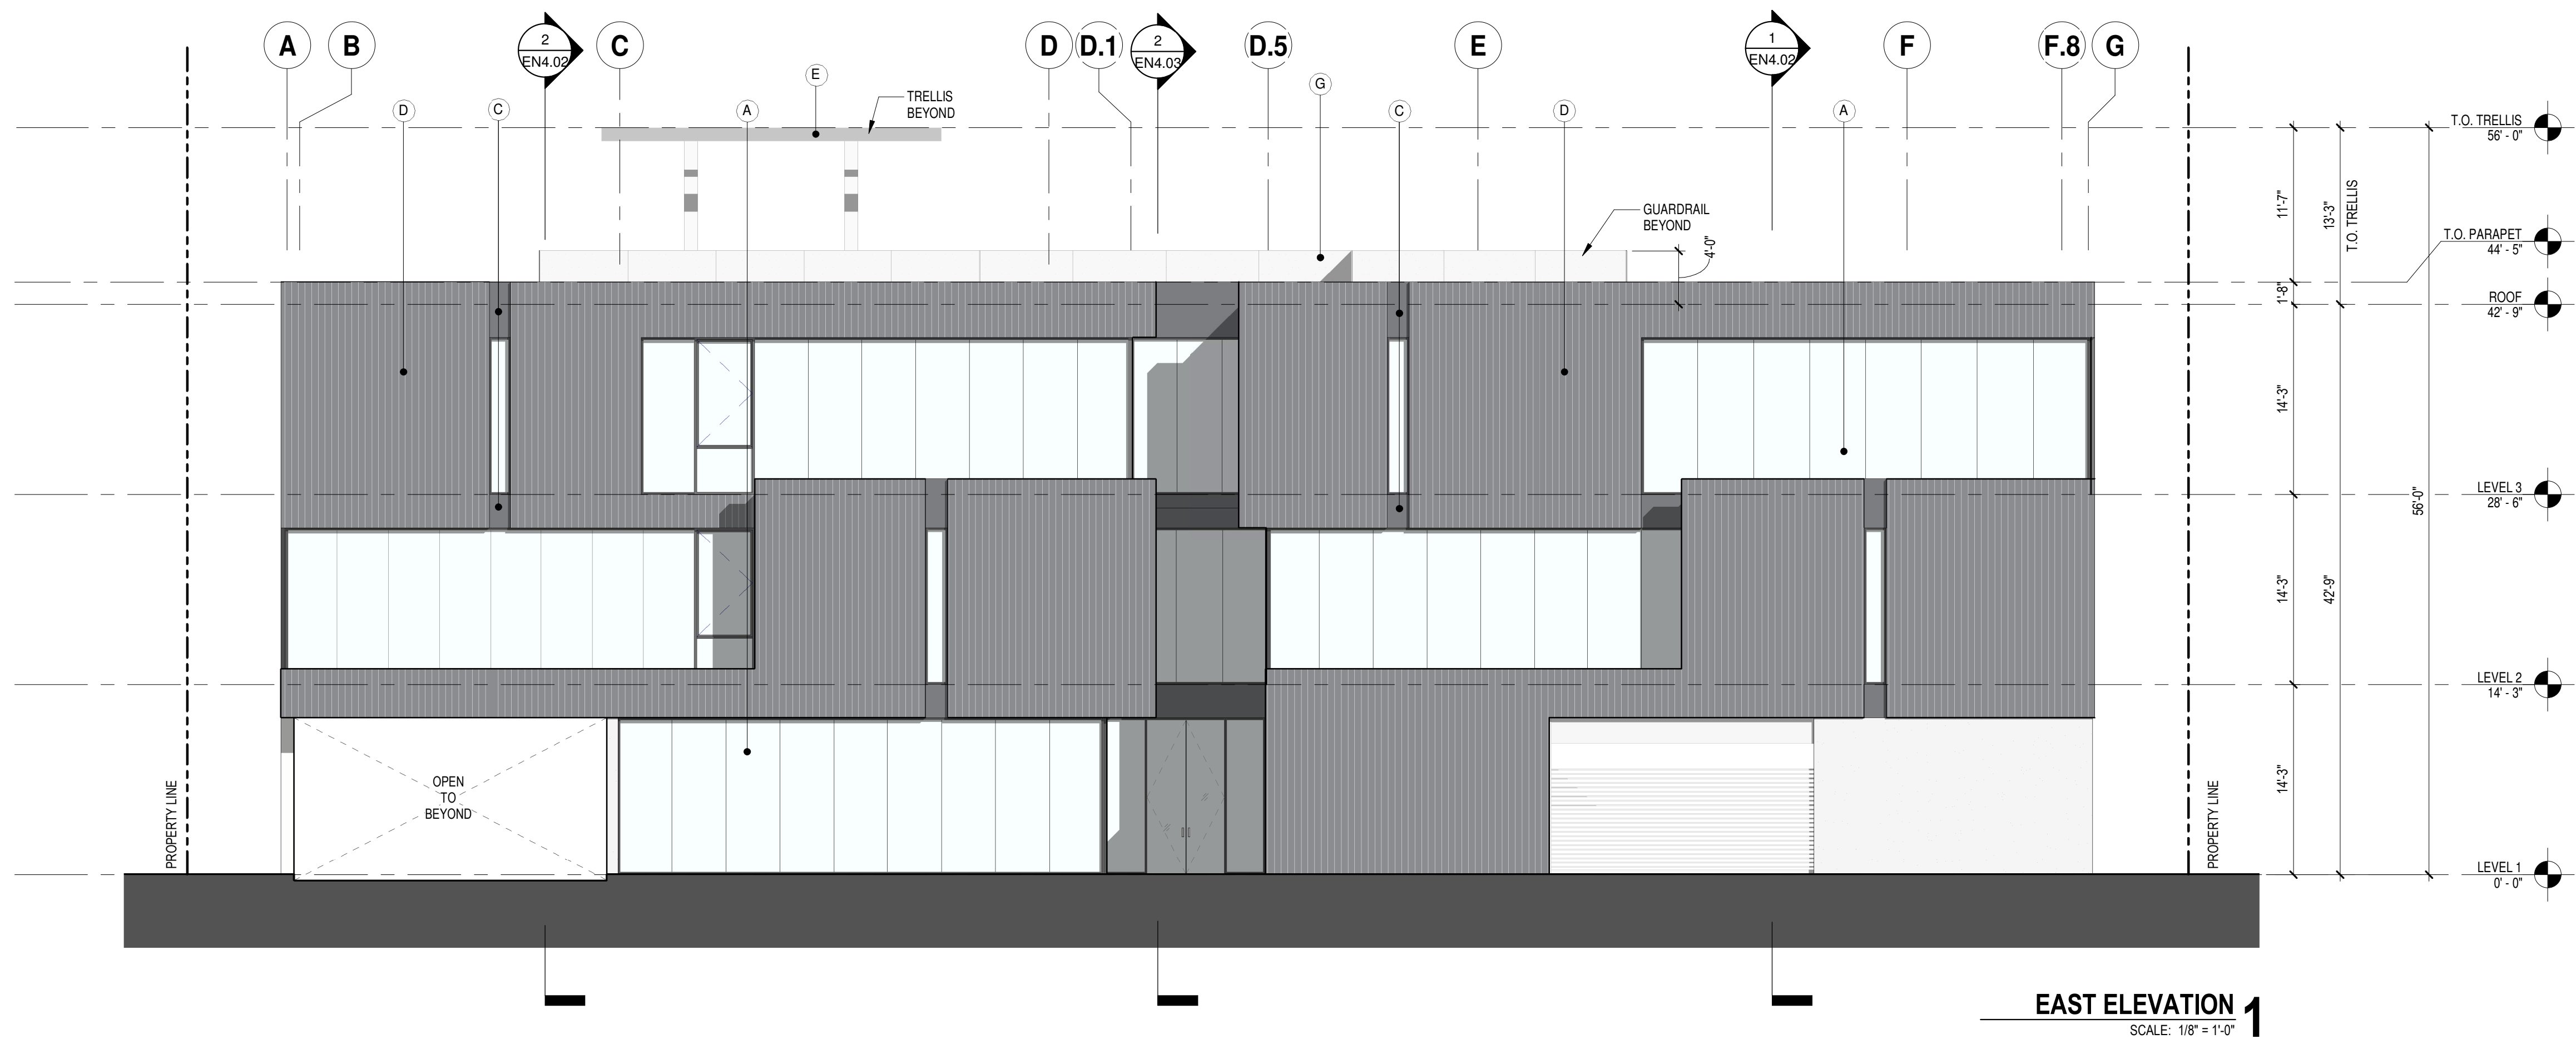 A
B
2
EN4.02
C
D
D.1
2
EN4.03
D.5
E
1
EN4.02
F
F.8
G
E
G
D
C
A
C
D
A
TRELLIS
BEYOND
T.O. TRELLIS
56' - 0"
GUARDRAIL
BEYOND
4'-0"
11'-7"
13'-3"
T.O. TRELLIS
T.O. PARAPET
44' - 5"
1'-8"
ROOF
42' - 9"
14'-3"
LEVEL 3
28' - 6"
56'-0"
14'-3"
42'-9"
LEVEL 2
14' - 3"
14'-3"
OPEN
TO
BEYOND
PROPERTY LINE
PROPERTY LINE
LEVEL 1
0' - 0"
EAST ELEVATION 1
SCALE: 1/8" = 1'-0"